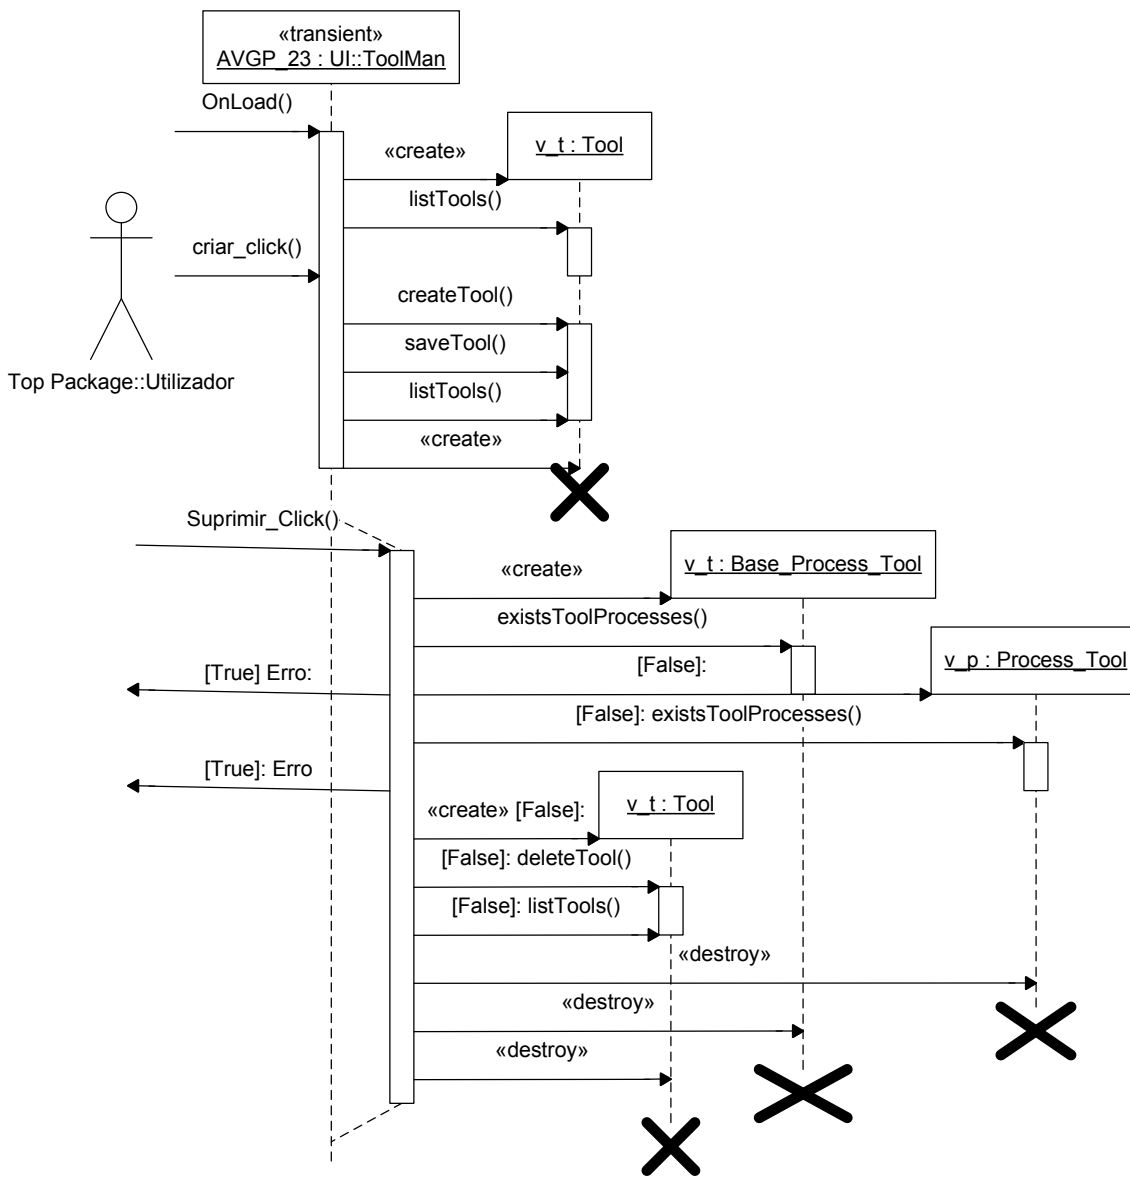 «transient»
AVGP_23 : UI::ToolMan
OnLoad()
«create»
v_t : Tool
listTools()
criar_click()
createTool()
saveTool()
Top Package::Utilizador
listTools()
«create»
Suprimir_Click()
«create»
v_t : Base_Process_Tool
existsToolProcesses()
[False]:
v_p : Process_Tool
[True] Erro:
[False]: existsToolProcesses()
[True]: Erro
«create» [False]:
v_t : Tool
[False]: deleteTool()
[False]: listTools()
«destroy»
«destroy»
«destroy»